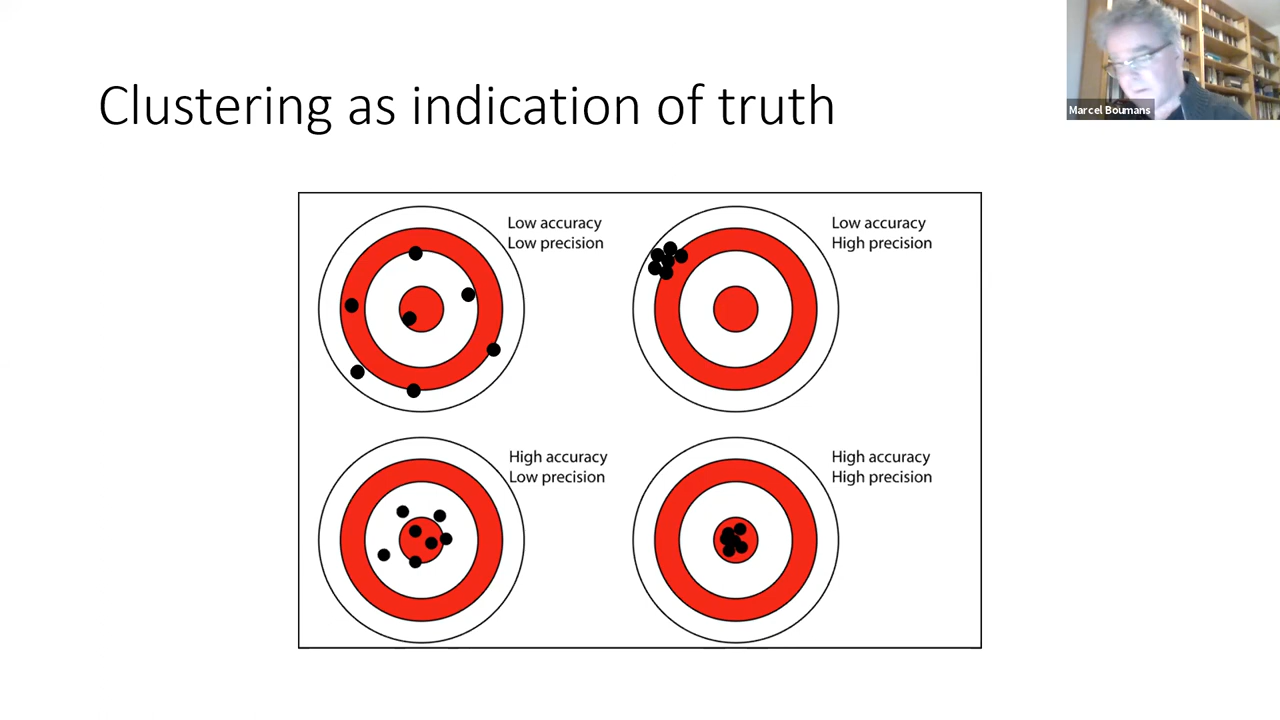 Clustering as indication of truth
Marcel Boumans
Low accuracy
Low precision
Low accuracy
High precision
High accuracy
Low precision
High accuracy
High precision